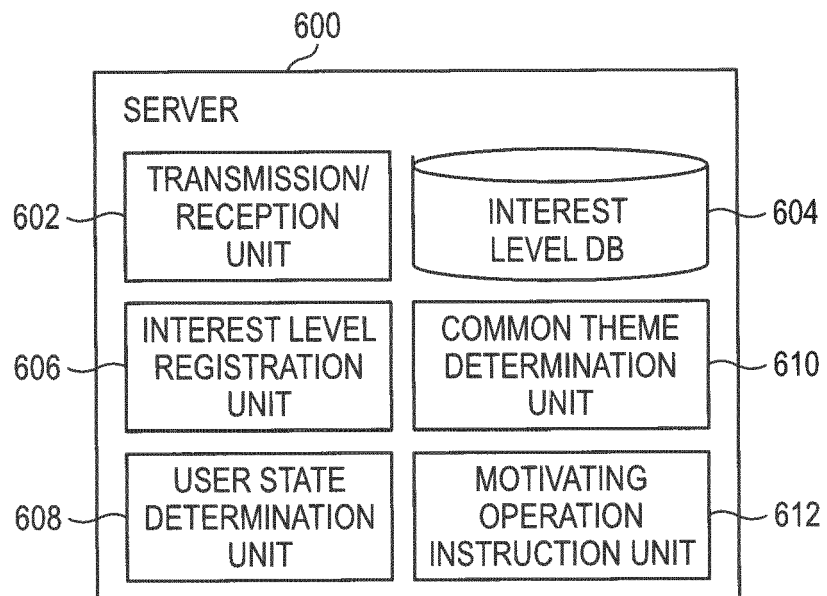 600
SERVER
602
TRANSMISSION/
RECEPTION
UNIT
INTEREST
LEVEL DB
604
606
INTEREST LEVEL
REGISTRATION
UNIT
COMMON THEME
DETERMINATION
UNIT
610
608
USER STATE
DETERMINATION
UNIT
MOTIVATING
OPERATION
INSTRUCTION UNIT
612